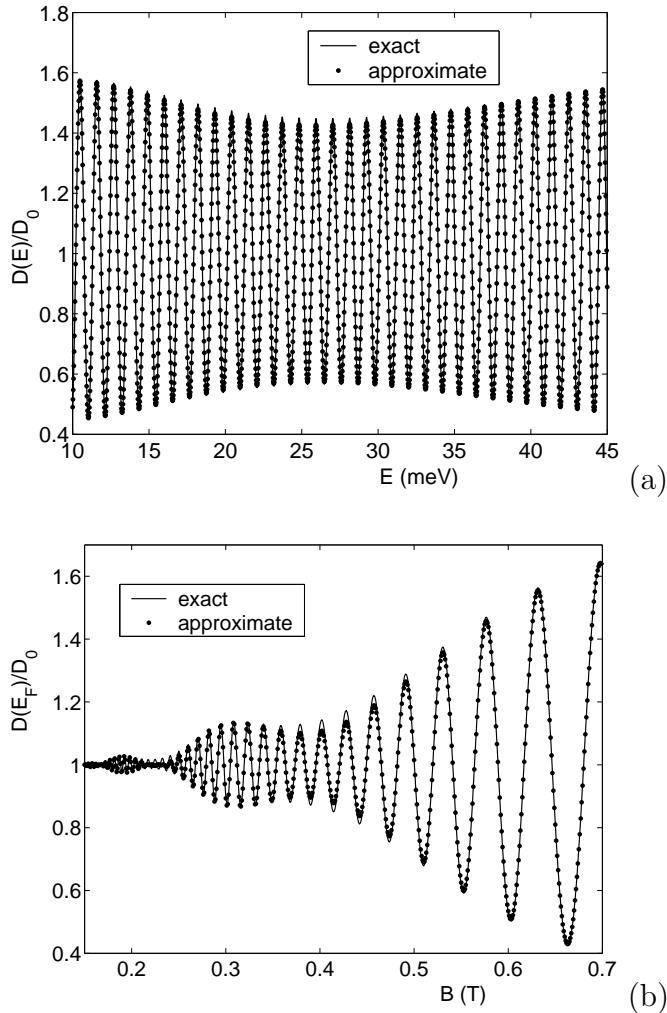 1.8
exact
approximate
1.6
1.4
1.2
1
0.8
0.6
0.4
D(E)/D₀
10 15 20 25 30 35 40 45
E (meV)
(a)
1.6
exact
approximate
1.4
1.2
1
0.8
0.6
0.4
D(E_F)/D₀
0.2 0.3 0.4 0.5 0.6 0.7
B (T)
(b)